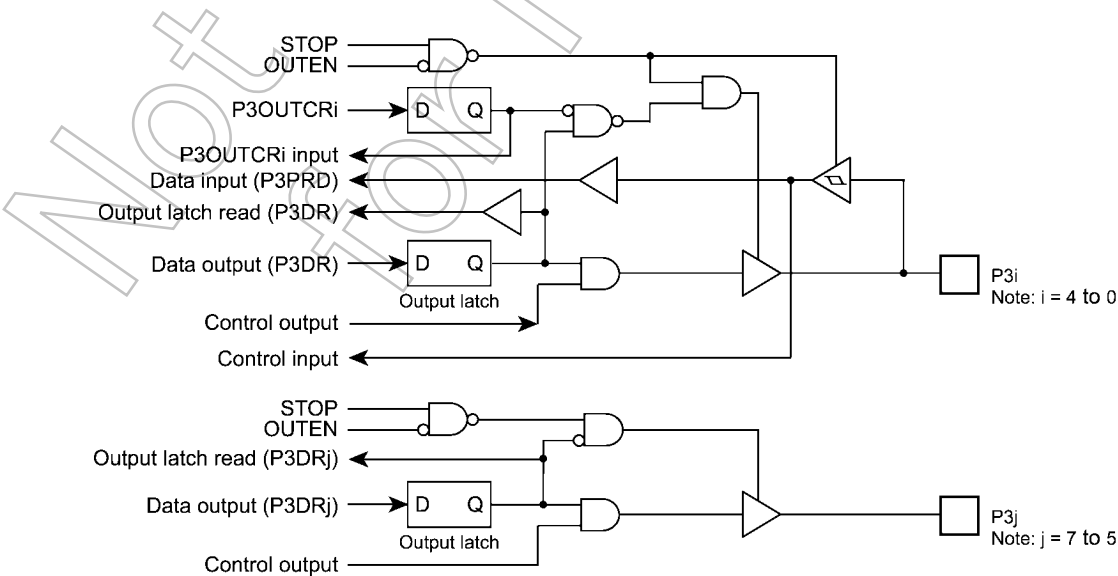 Not for
STOP
OUTEN
P3OUTCRi
D Q
P3OUTCRi input
Data input (P3PRD)
Output latch read (P3DR)
Data output (P3DR)
D Q
Output latch
P3i
Note: i = 4 to 0
Control output
Control input
STOP
OUTEN
Output latch read (P3DRj)
Data output (P3DRj)
D Q
Output latch
P3j
Note: j = 7 to 5
Control output